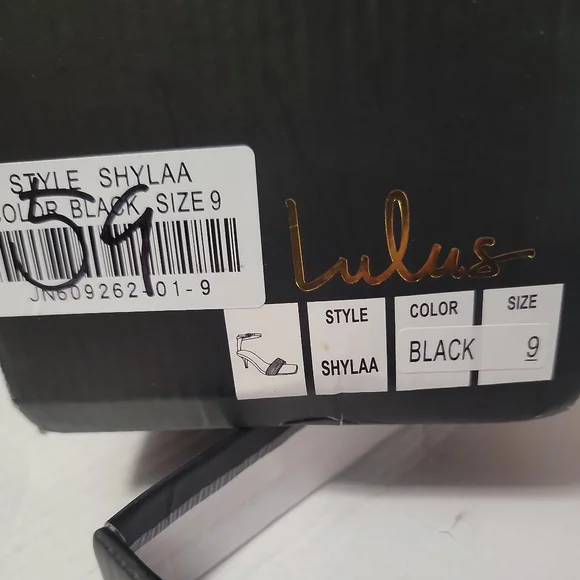 STYLE SHYLAA
COLOR BLACK SIZE 9
59
JN609262-01-9
Lulus
STYLE
SHYLAA
COLOR
BLACK
SIZE
9